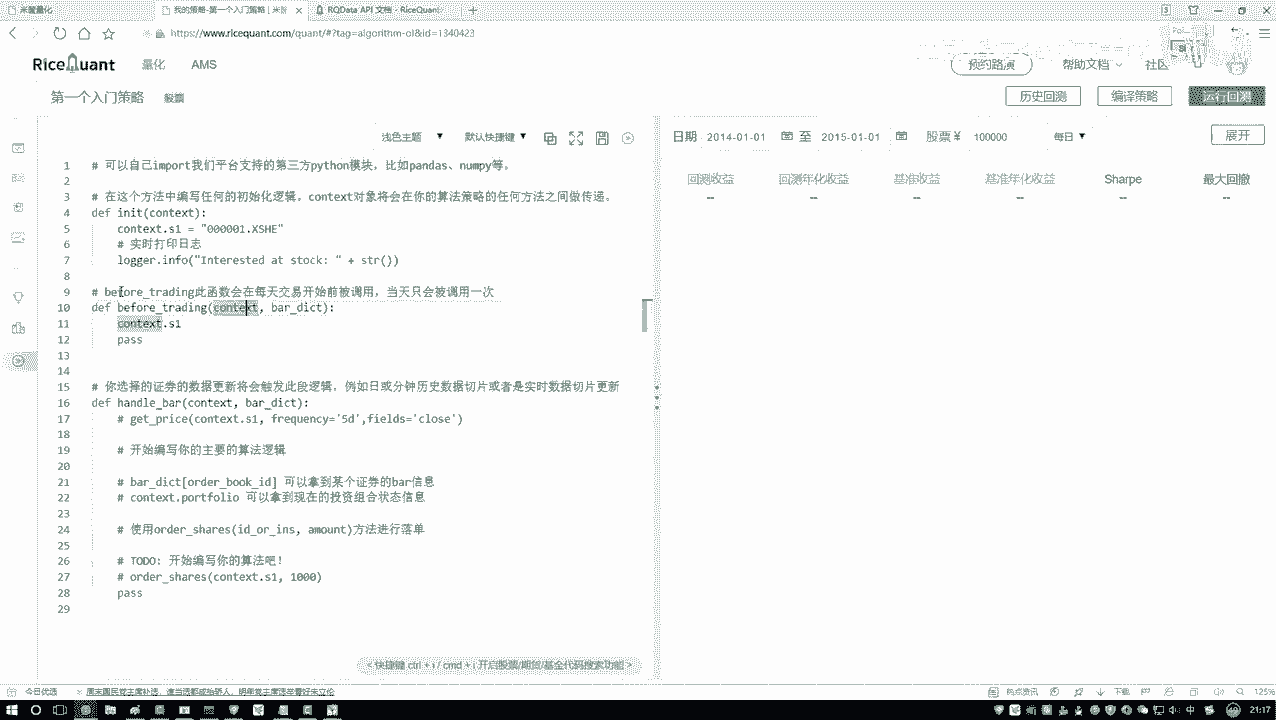 米筐量化
我的策略-第一个入门策略 | 米筐
RQData API 文档 - RiceQuant
https://www.ricequant.com/quant/#?tag=algorithm-ol&id=1340423
RiceQuant
量化
AMS
预约路演
帮助文档
社区
第一个入门策略
历史回测
编译策略
运行回测
浅色主题
默认快捷键
日期 2014-01-01 至 2015-01-01 股票 ¥ 100000 每日
展开
回测收益 回测年化收益 基准收益 基准年化收益 Sharpe 最大回撤
-- -- -- -- -- --
1 # 可以自己import我们平台支持的第三方python模块，比如pandas、numpy等。
2
3 # 在这个方法中编写任何的初始化逻辑。context对象将会在你的算法策略的任何方法之间做传递。
4 def init(context):
5 context.s1 = "000001.XSHE"
6 # 实时打印日志
7 logger.info("Interested at stock: " + str())
8
9 # before_trading此函数会在每天交易开始前被调用，当天只会被调用一次
10 def before_trading(context, bar_dict):
11 context.s1
12 pass
13
14
15 # 你选择的证券的数据更新将会触发此段逻辑，例如日或分钟历史数据切片或者是实时数据切片更新
16 def handle_bar(context, bar_dict):
17 # get_price(context.s1, frequency='5d',fields='close')
18
19 # 开始编写你的主要的算法逻辑
20
21 # bar_dict[order_book_id] 可以拿到某个证券的bar信息
22 # context.portfolio 可以拿到现在的投资组合状态信息
23
24 # 使用order_shares(id_or_ins, amount)方法进行落单
25
26 # TODO: 开始编写你的算法吧！
27 # order_shares(context.s1, 1000)
28 pass
29
< 快捷键 ctrl + i / cmd + i 开启股票/期货/基金代码搜索功能 >
今日优选
热点资讯
下载
125%
中
21:17